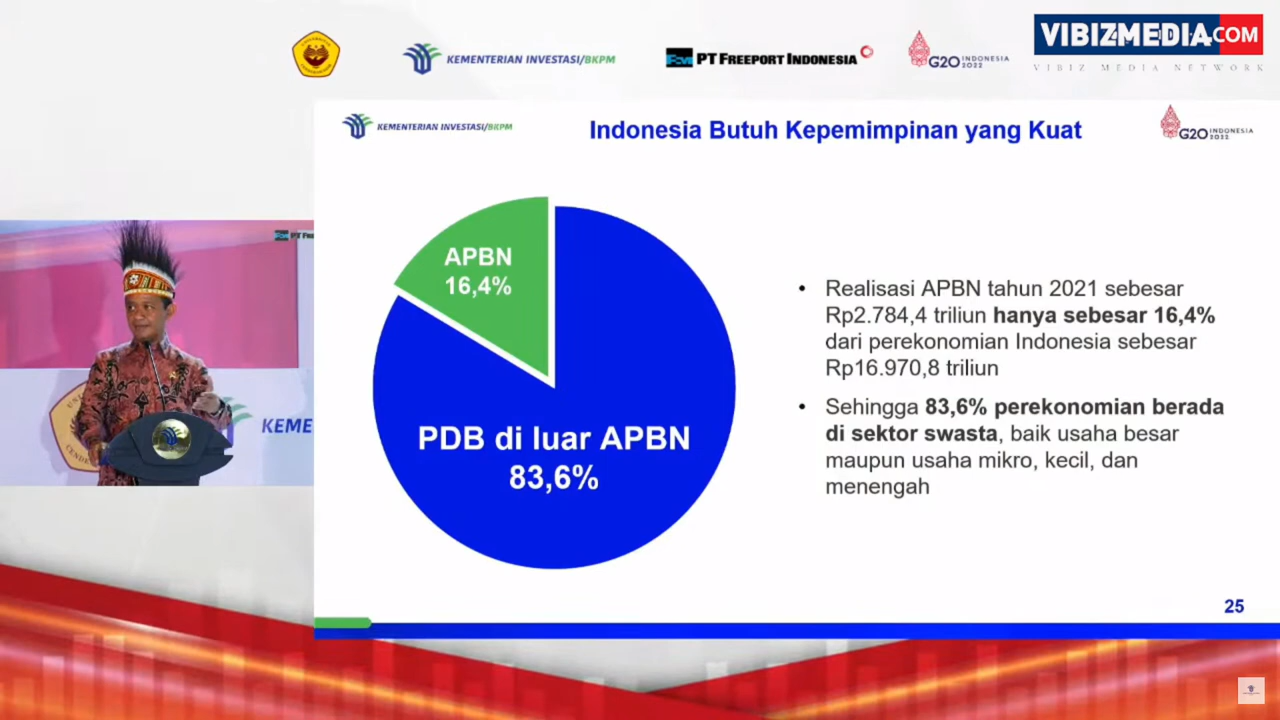 KEMENTERIAN INVESTASI/BKPM
PT FREEPORT INDONESIA
G20 INDONESIA
2022
VIBIZMEDIA.COM
VIBIZ MEDIA NETWORK
KEMENTERIAN INVESTASI/BKPM
Indonesia Butuh Kepemimpinan yang Kuat
G20 INDONESIA
2022
APBN
16,4%
PDB di luar APBN
83,6%
• Realisasi APBN tahun 2021 sebesar
Rp2.784,4 triliun hanya sebesar 16,4%
dari perekonomian Indonesia sebesar
Rp16.970,8 triliun
• Sehingga 83,6% perekonomian berada
di sektor swasta, baik usaha besar
maupun usaha mikro, kecil, dan
menengah
25
KEME